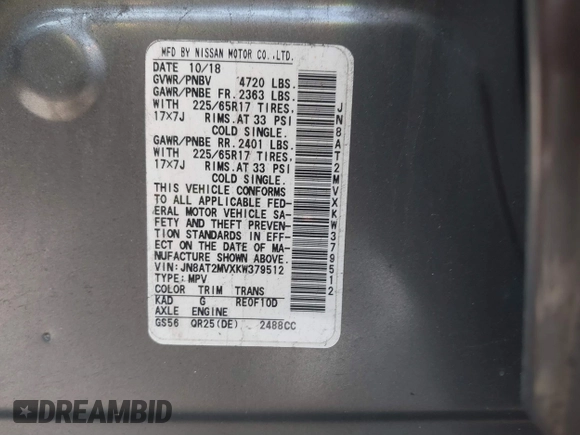 MFD BY NISSAN MOTOR CO.,LTD.
DATE 10/18
GVWR/PNBV 4720 LBS.
GAWR/PNBE FR. 2363 LBS.
WITH 225/65R17 TIRES,
17×7J RIMS.AT 33 PSI
COLD SINGLE.
GAWR/PNBE RR. 2401 LBS.
WITH 225/65R17 TIRES,
17×7J RIMS.AT 33 PSI
COLD SINGLE.
THIS VEHICLE CONFORMS
TO ALL APPLICABLE FED-
ERAL MOTOR VEHICLE SA-
FETY AND THEFT PREVEN-
TION STANDARDS IN EFF-
ECT ON THE DATE OF MA-
NUFACTURE SHOWN ABOVE.
VIN:JN8AT2MVXKW379512
TYPE:MPV
COLOR TRIM TRANS
KAD G RE0F10D
AXLE ENGINE
GS56 QR25(DE) 2488CC
JN8AT2MVXKW379512
DREAMBID